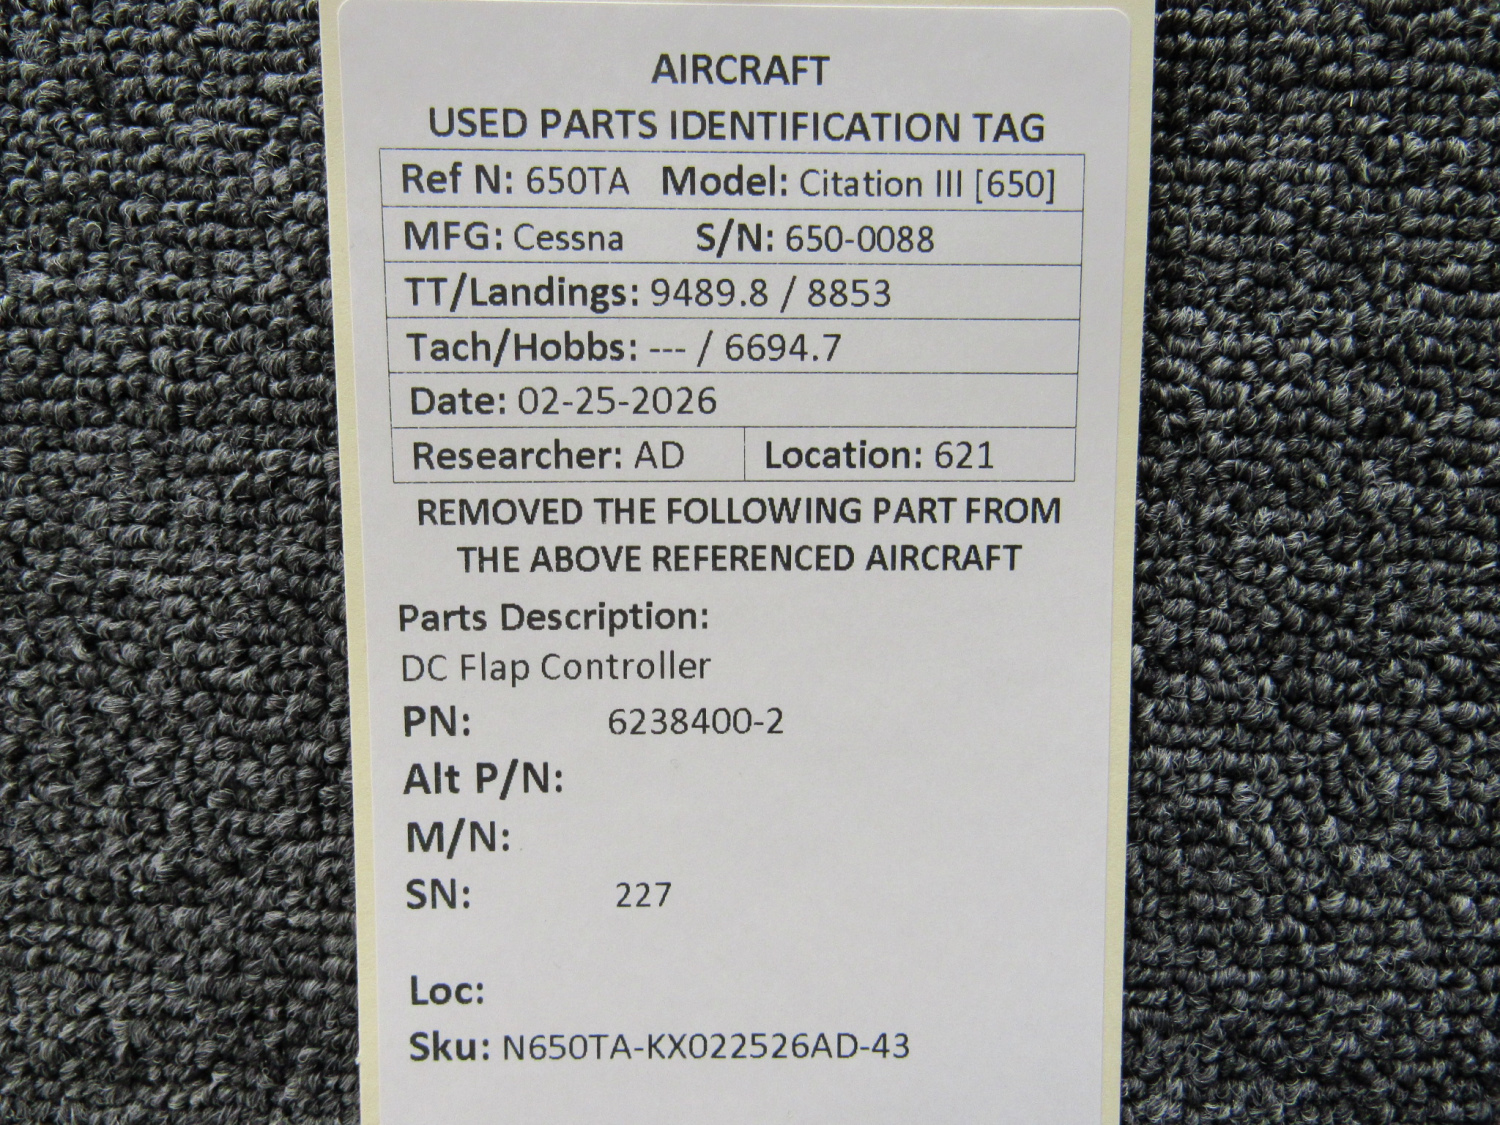 AIRCRAFT
USED PARTS IDENTIFICATION TAG
Ref N: 650TA Model: Citation III [650]
MFG: Cessna S/N: 650-0088
TT/Landings: 9489.8 / 8853
Tach/Hobbs: --- / 6694.7
Date: 02-25-2026
Researcher: AD Location: 621
REMOVED THE FOLLOWING PART FROM
THE ABOVE REFERENCED AIRCRAFT
Parts Description:
DC Flap Controller
PN: 6238400-2
Alt P/N:
M/N:
SN: 227
Loc:
Sku: N650TA-KX022526AD-43